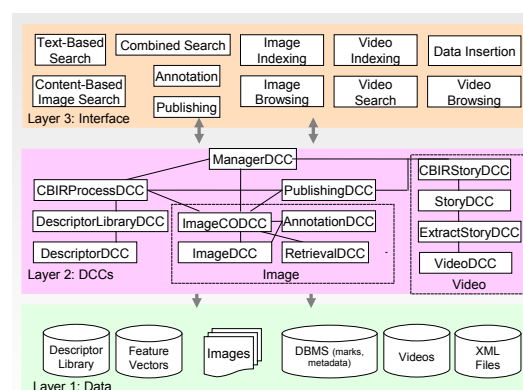 Text-Based
Search
Combined Search
Image
Indexing
Video
Indexing
Data Insertion
Content-Based
Image Search
Annotation
Publishing
Image
Browsing
Video
Search
Video
Browsing
Layer 3: Interface
ManagerDCC
CBIRProcessDCC
PublishingDCC
CBIRStoryDCC
DescriptorLibraryDCC
ImageCODCC
AnnotationDCC
StoryDCC
DescriptorDCC
ImageDCC
RetrievalDCC
ExtractStoryDCC
VideoDCC
Layer 2: DCCs
Image
Video
Descriptor
Library
Feature
Vectors
Images
DBMS (marks,
metadata)
Videos
XML
Files
Layer 1: Data